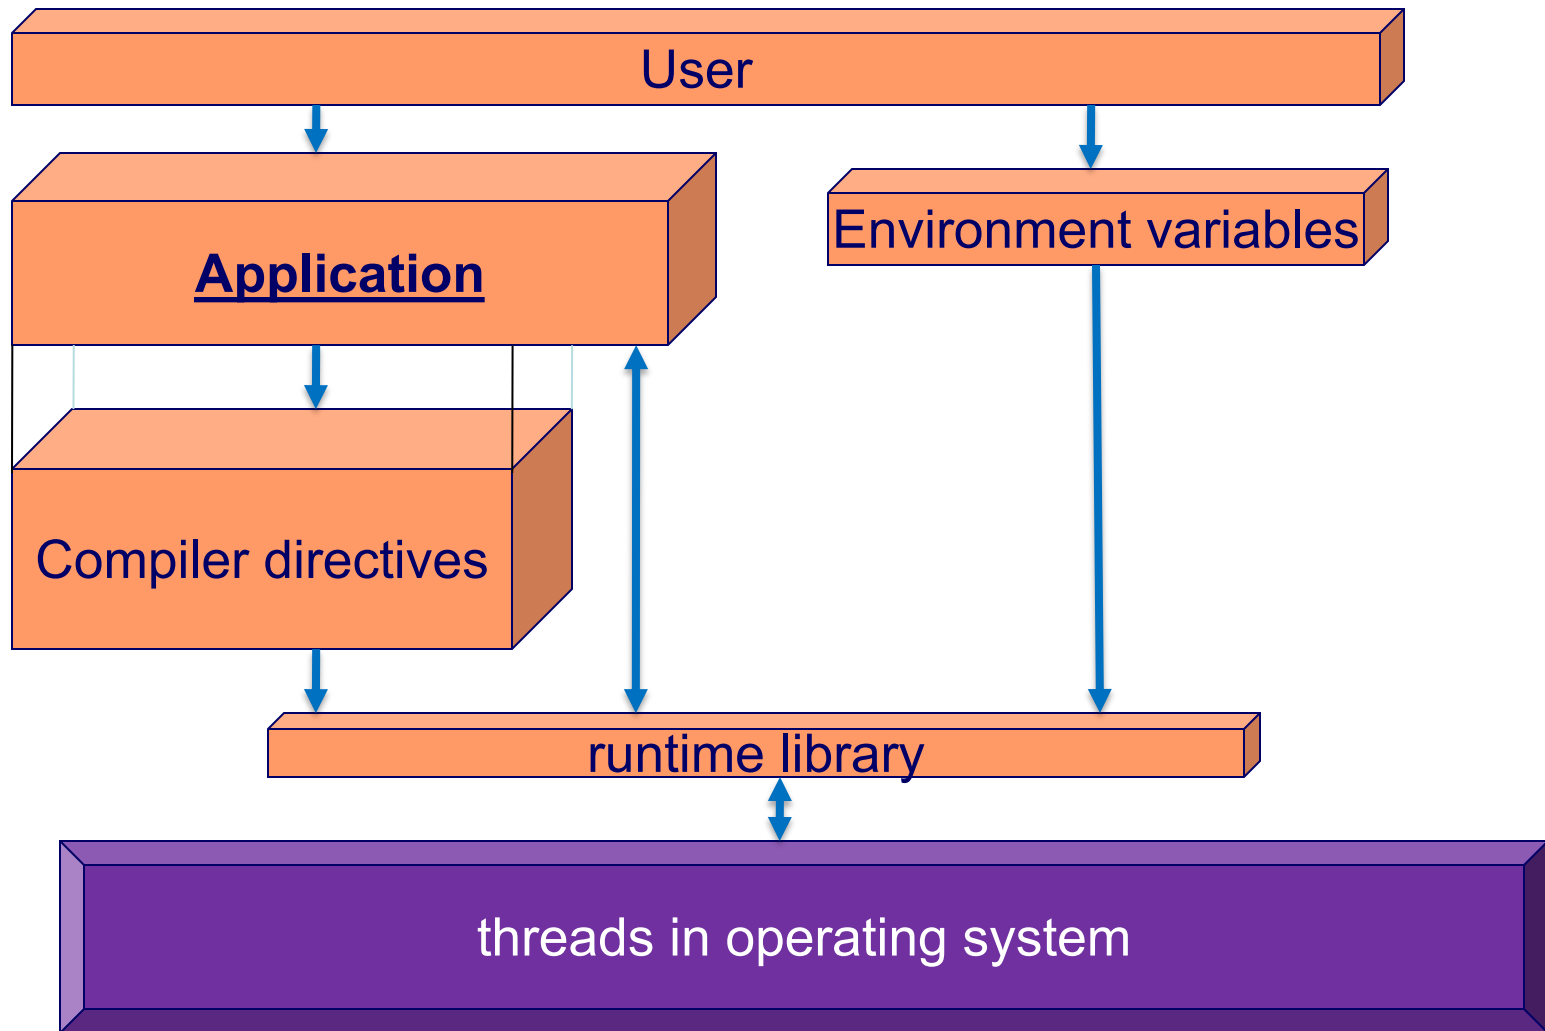 User
Application
Environment variables
Compiler directives
runtime library
threads in operating system